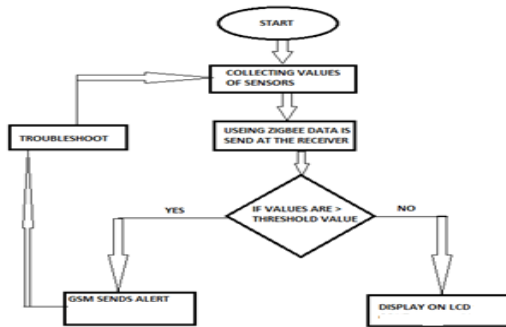 START
COLLECTING VALUES
OF SENSORS
USEING ZIGBEE DATA IS
SEND AT THE RECEIVER
TROUBLESHOOT
IF VALUES ARE >
THRESHOLD VALUE
YES
NO
GSM SENDS ALERT
DISPLAY ON LCD